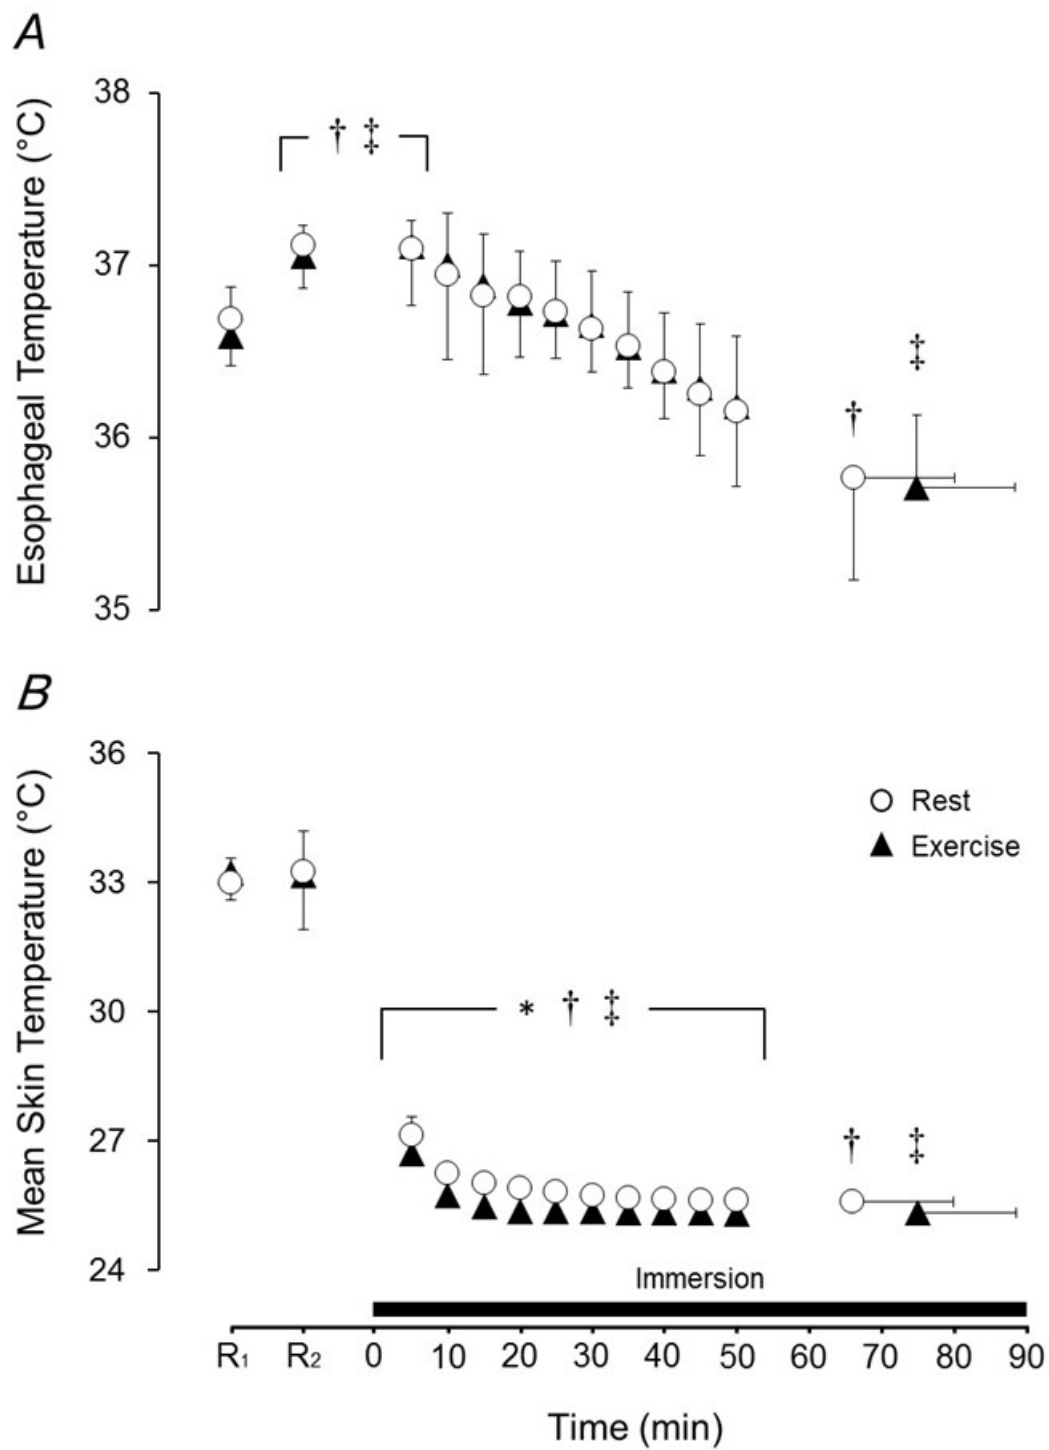 A
Esophageal Temperature (°C)
38
37
36
35
† ‡
†
‡
B
Mean Skin Temperature (°C)
36
33
30
27
24
Rest
Exercise
* † ‡
† ‡
Immersion
R₁ R₂ 0 10 20 30 40 50 60 70 80 90
Time (min)